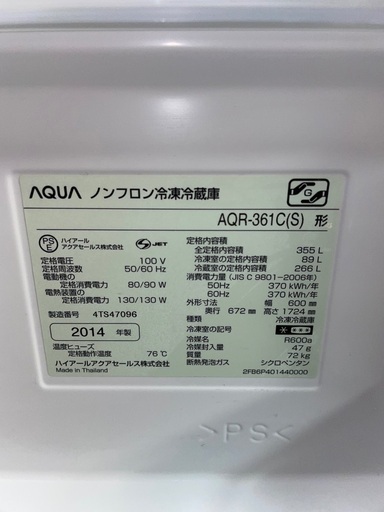 AQUA ノンフロン冷凍冷蔵庫
AQR-361C(S) 形
PS
E
ハイアール
アクアセールス株式会社
JET
定格電圧 100 V
定格周波数 50/60 Hz
電動機の
定格消費電力 80/90 W
電熱装置の
定格消費電力 130/130 W
製造番号 4TS47096
2014 年製
温度ヒューズ
定格動作温度 76℃
ハイアールアクアセールス株式会社
Made in Thailand
定格内容積
全定格内容積 355 L
冷凍室の定格内容積 89 L
冷蔵室の定格内容積 266 L
消費電力量(JIS C 9801-2006年)
50Hz 370 kWh/年
60Hz 370 kWh/年
外形寸法 幅 600 mm
奥行 672 mm 高さ 1724 mm
種類 冷凍冷蔵庫
冷凍室の記号
冷媒 R600a
冷媒封入量 47 g
質量 72 kg
断熱発泡ガス シクロペンタン
2FB6P401440000
G
>PS<